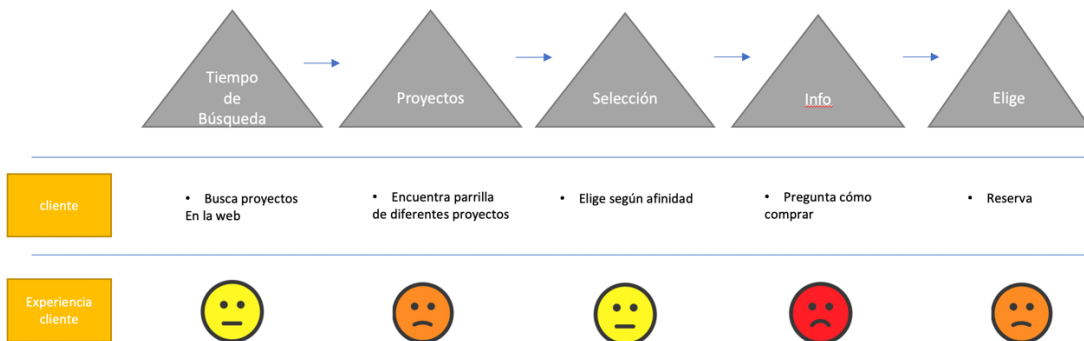 Tiempo
de
Búsqueda
Proyectos
Selección
Info
Elige
cliente
• Busca proyectos
En la web
• Encuentra parrilla
de diferentes proyectos
• Elige según afinidad
• Pregunta cómo
comprar
• Reserva
Experiencia
cliente